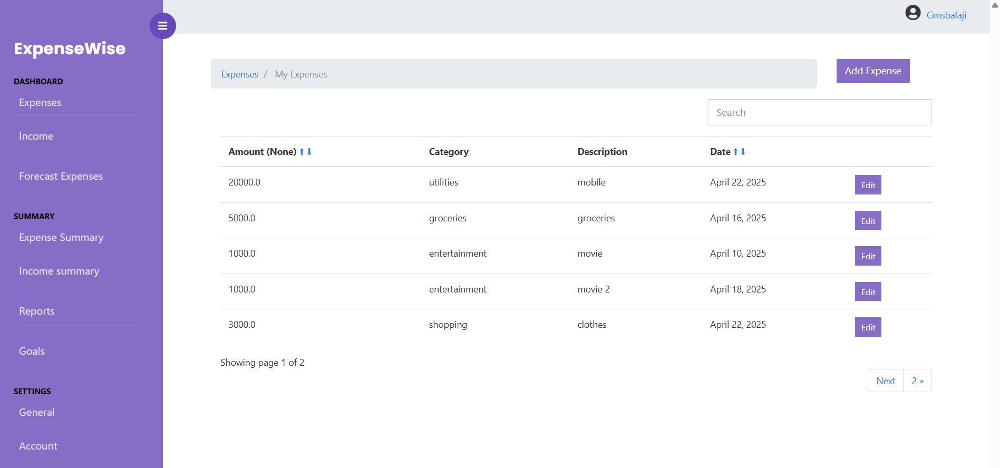 Gmsbalaji
ExpenseWise
DASHBOARD
Expenses
Income
Forecast Expenses
SUMMARY
Expense Summary
Income summary
Reports
Goals
SETTINGS
General
Account
Expenses / My Expenses
Add Expense
Search
Amount (None) Category Description Date
20000.0 utilities mobile April 22, 2025 Edit
5000.0 groceries groceries April 16, 2025 Edit
1000.0 entertainment movie April 10, 2025 Edit
1000.0 entertainment movie 2 April 18, 2025 Edit
3000.0 shopping clothes April 22, 2025 Edit
Showing page 1 of 2
Next 2 »